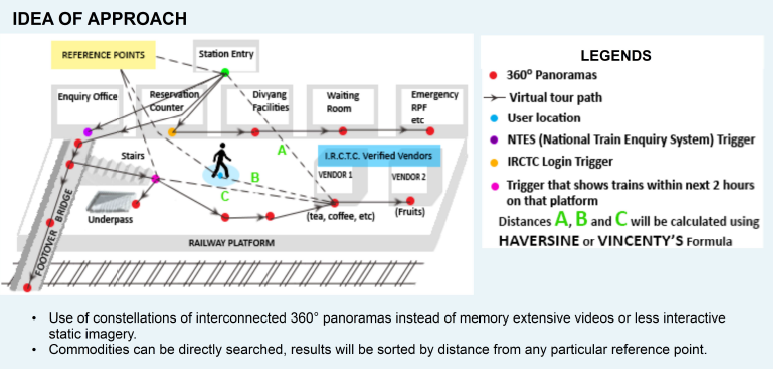 IDEA OF APPROACH
REFERENCE POINTS
Station Entry
Enquiry Office
Reservation
Counter
Divyang
Facilities
Waiting
Room
Emergency
RPF
etc
Stairs
A
B
C
I.R.C.T.C. Verified Vendors
VENDOR 1
VENDOR 2
Underpass
(tea, coffee, etc)
(Fruits)
FOOTOVER BRIDGE
RAILWAY PLATFORM
LEGENDS
360⁰ Panoramas
Virtual tour path
User location
NTES (National Train Enquiry System) Trigger
IRCTC Login Trigger
Trigger that shows trains within next 2 hours
on that platform
Distances A, B and C will be calculated using
HAVERSINE or VINCENTY'S Formula
• Use of constellations of interconnected 360° panoramas instead of memory extensive videos or less interactive
static imagery.
• Commodities can be directly searched, results will be sorted by distance from any particular reference point.